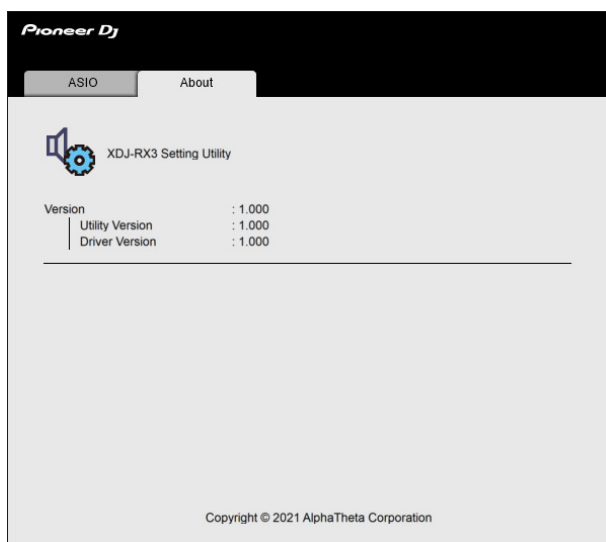 Pioneer Dj
ASIO About
XDJ-RX3 Setting Utility
Version : 1.000
Utility Version : 1.000
Driver Version : 1.000
Copyright © 2021 AlphaTheta Corporation